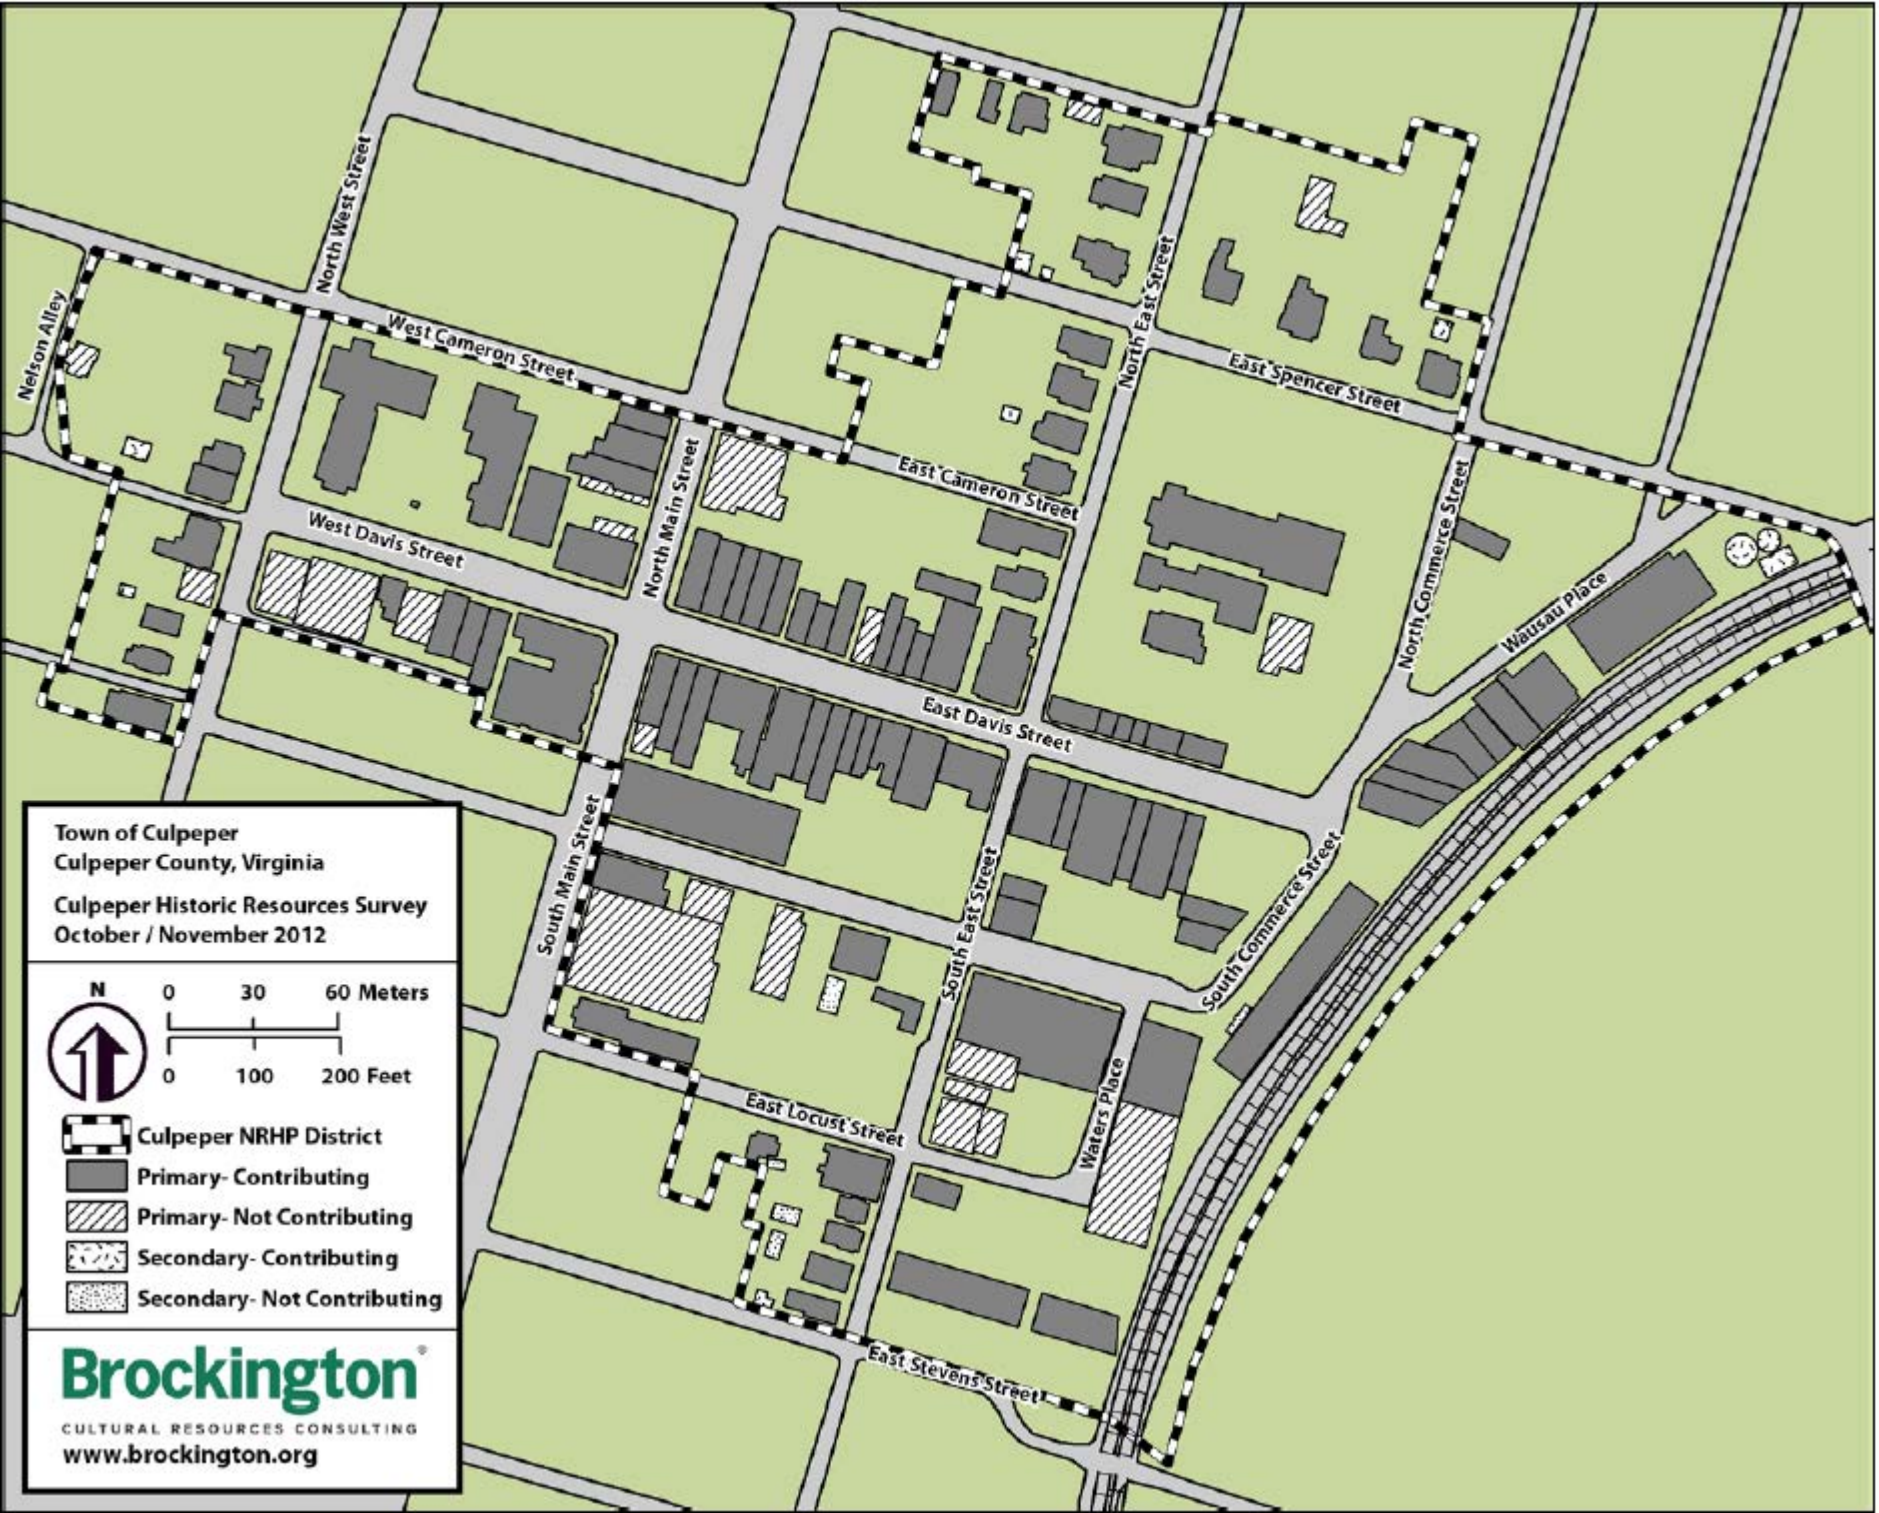 North West Street
Nelson Alley
West Cameron Street
North East Street
East Spencer Street
East Cameron Street
North Main Street
West Davis Street
North Commerce Street
Wausau Place
East Davis Street
South Main Street
South East Street
South Commerce Street
Waters Place
East Locust Street
East Stevens Street
Town of Culpeper
Culpeper County, Virginia
Culpeper Historic Resources Survey
October / November 2012
N
0 30 60 Meters
0 100 200 Feet
Culpeper NRHP District
Primary- Contributing
Primary- Not Contributing
Secondary- Contributing
Secondary- Not Contributing
Brockington®
CULTURAL RESOURCES CONSULTING
www.brockington.org